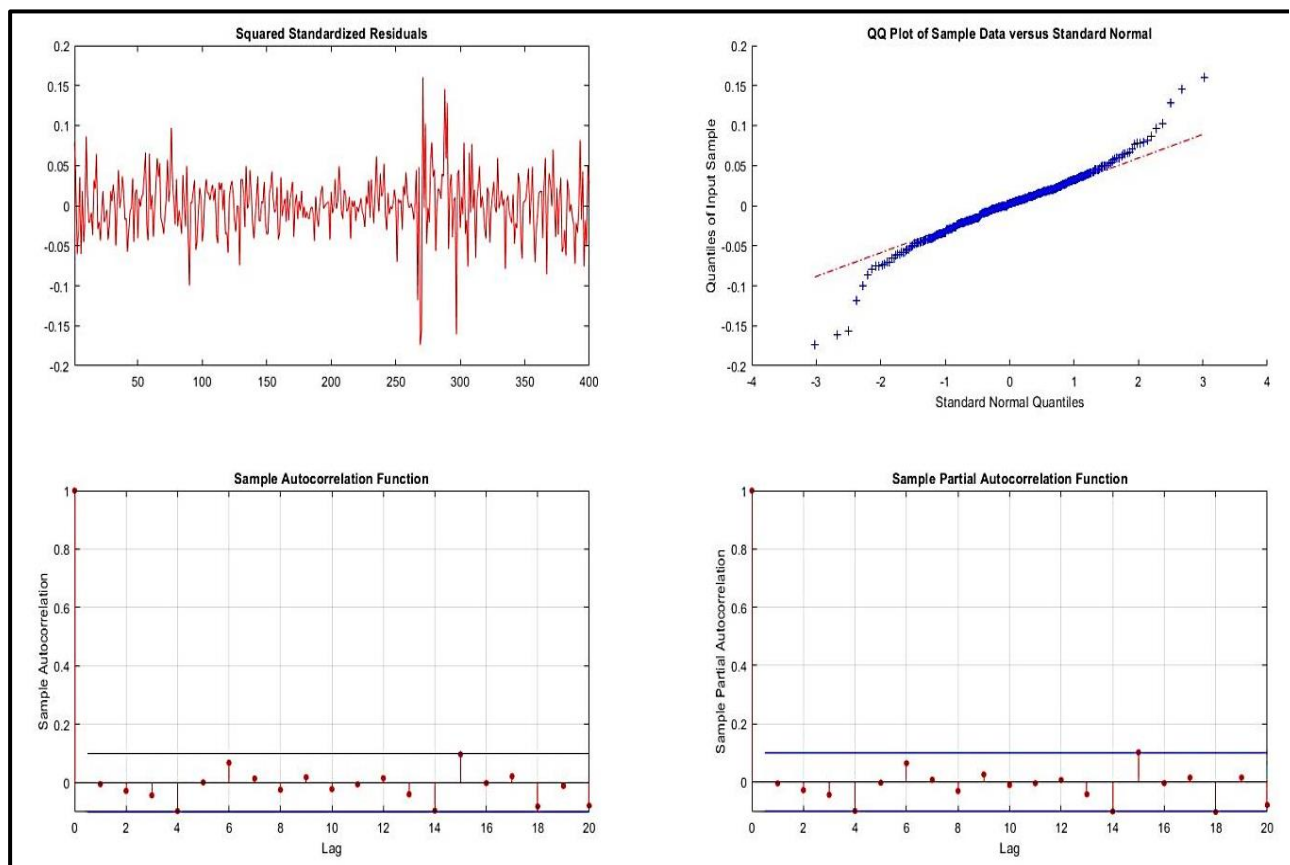 Squared Standardized Residuals
0.2
0.15
0.1
0.05
0
-0.05
-0.1
-0.15
-0.2
50 100 150 200 250 300 350 400
QQ Plot of Sample Data versus Standard Normal
Quantiles of Input Sample
0.2
0.15
0.1
0.05
0
-0.05
-0.1
-0.15
-0.2
-4 -3 -2 -1 0 1 2 3 4
Standard Normal Quantiles
Sample Autocorrelation Function
Sample Autocorrelation
1
0.8
0.6
0.4
0.2
0
0 2 4 6 8 10 12 14 16 18 20
Lag
Sample Partial Autocorrelation Function
Sample Partial Autocorrelation
1
0.8
0.6
0.4
0.2
0
0 2 4 6 8 10 12 14 16 18 20
Lag